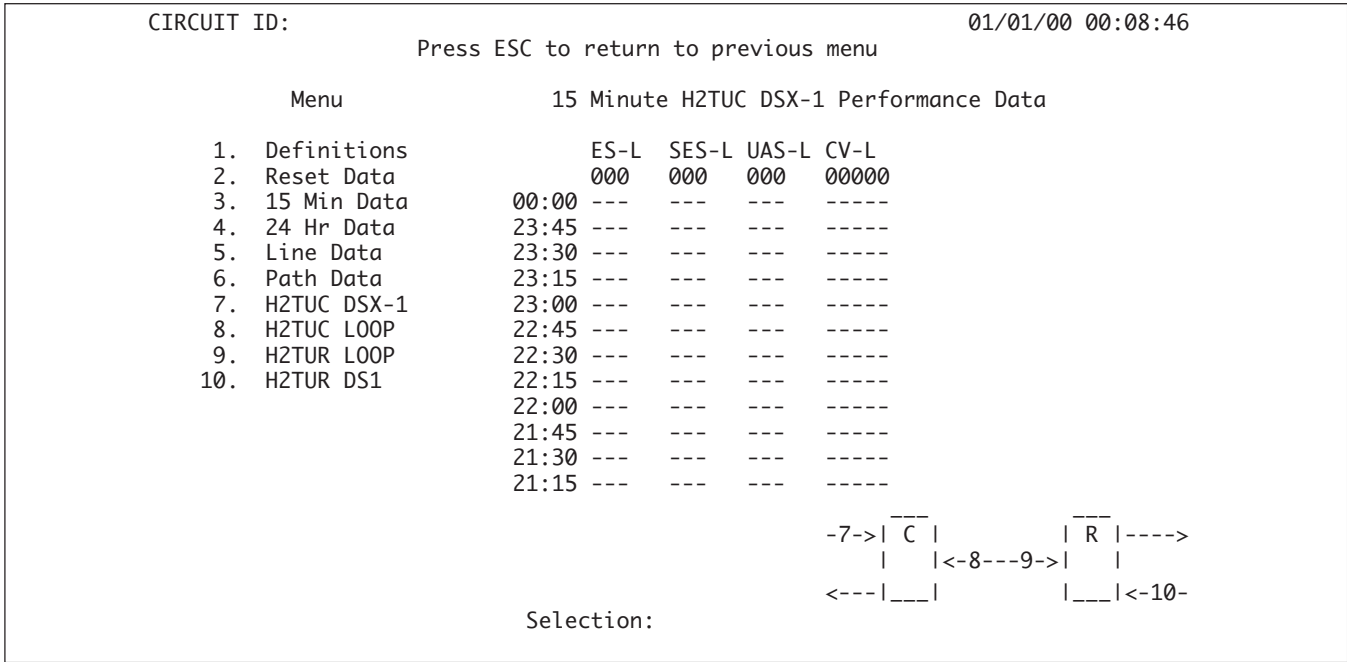 CIRCUIT ID:                                                   01/01/00 00:08:46
Press ESC to return to previous menu
Menu                15 Minute H2TUC DSX-1 Performance Data
 1.  Definitions              ES-L  SES-L UAS-L CV-L
 2.  Reset Data               000   000   000   00000
 3.  15 Min Data        00:00 ---   ---   ---   -----
 4.  24 Hr Data         23:45 ---   ---   ---   -----
 5.  Line Data          23:30 ---   ---   ---   -----
 6.  Path Data          23:15 ---   ---   ---   -----
 7.  H2TUC DSX-1        23:00 ---   ---   ---   -----
 8.  H2TUC LOOP         22:45 ---   ---   ---   -----
 9.  H2TUR LOOP         22:30 ---   ---   ---   -----
10.  H2TUR DS1          22:15 ---   ---   ---   -----
                        22:00 ---   ---   ---   -----
                        21:45 ---   ---   ---   -----
                        21:30 ---   ---   ---   -----
                        21:15 ---   ---   ---   -----
                                                     ___           ___
                                                -7->| C |         | R |---->
                                                    |   |<-8---9->|   |
                                                <---|___|         |___|<-10-
Selection: